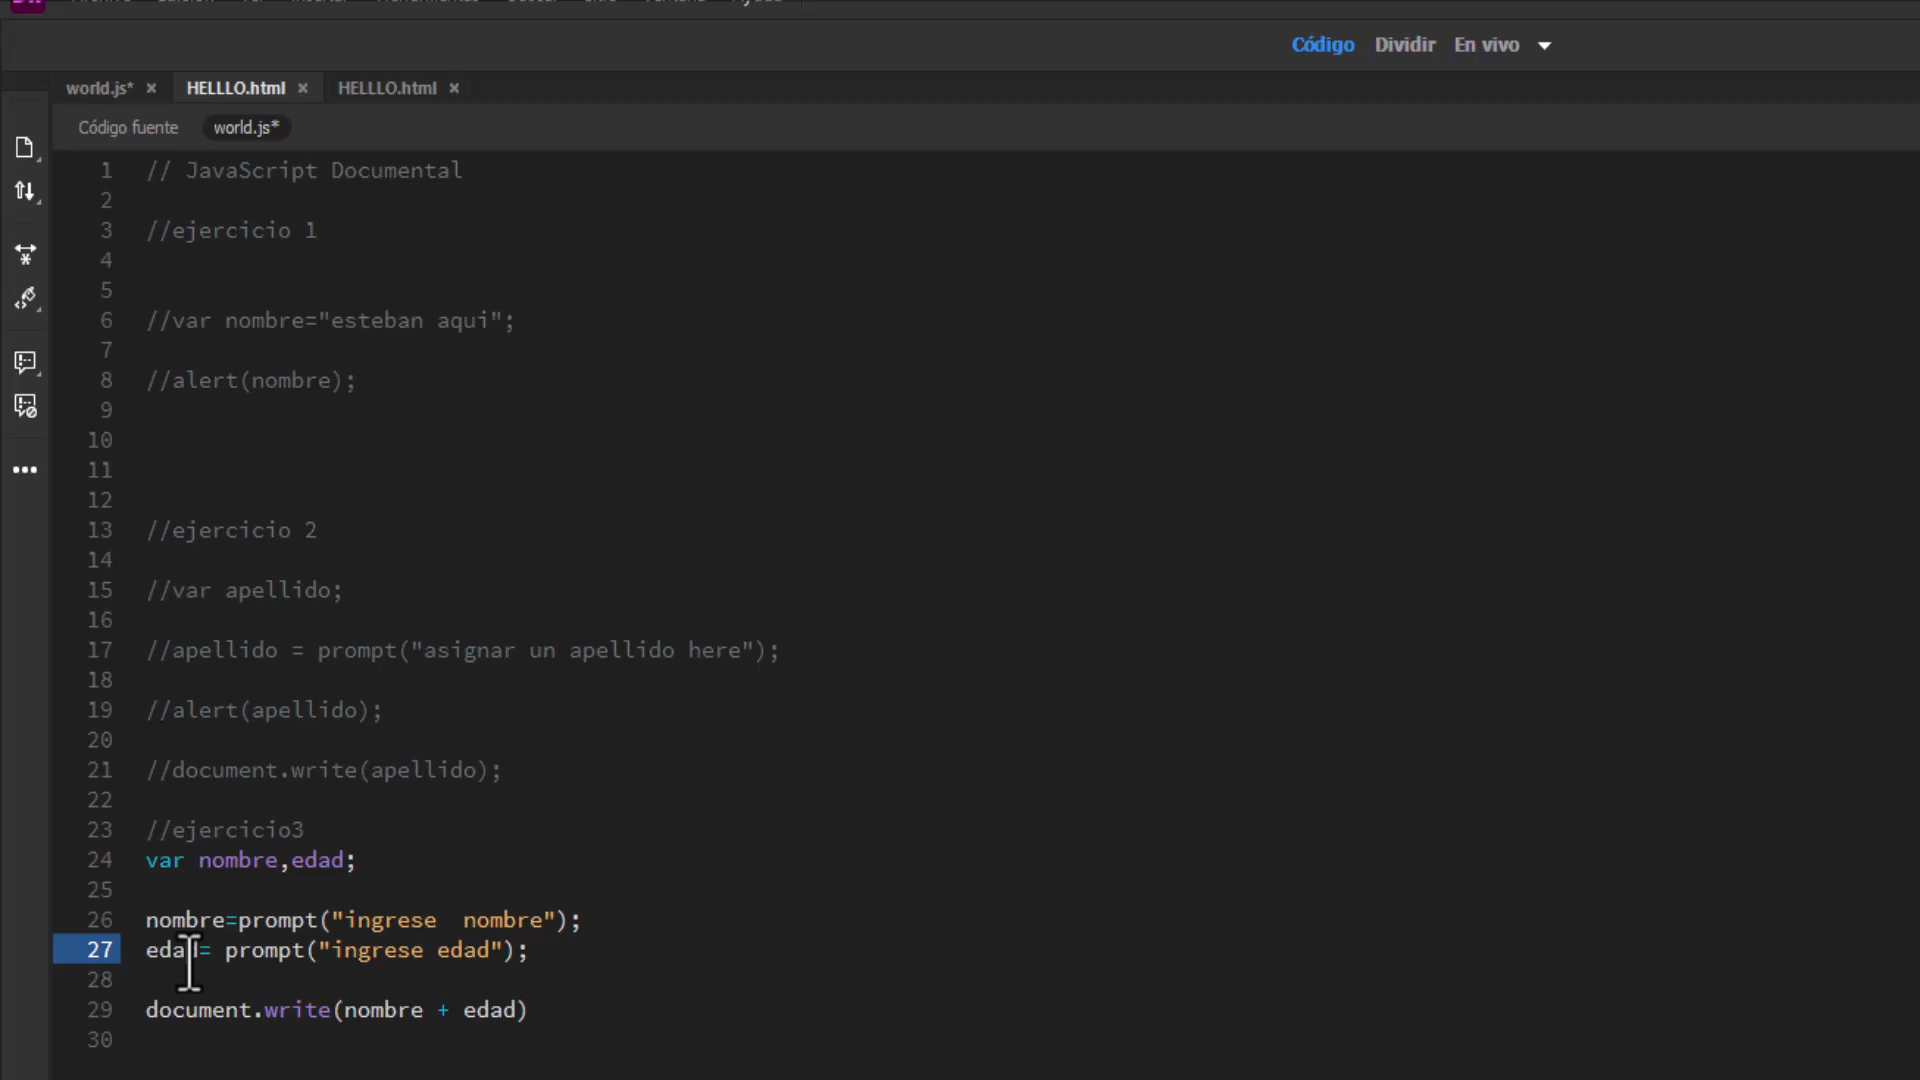 Código Dividir En vivo
world.js* HELLLO.html HELLLO.html
Código fuente world.js*
1 // JavaScript Documental
2
3 //ejercicio 1
4
5
6 //var nombre="esteban aqui";
7
8 //alert(nombre);
9
10
11
12
13 //ejercicio 2
14
15 //var apellido;
16
17 //apellido = prompt("asignar un apellido here");
18
19 //alert(apellido);
20
21 //document.write(apellido);
22
23 //ejercicio3
24 var nombre,edad;
25
26 nombre=prompt("ingrese  nombre");
27 edad= prompt("ingrese edad");
28
29 document.write(nombre + edad)
30